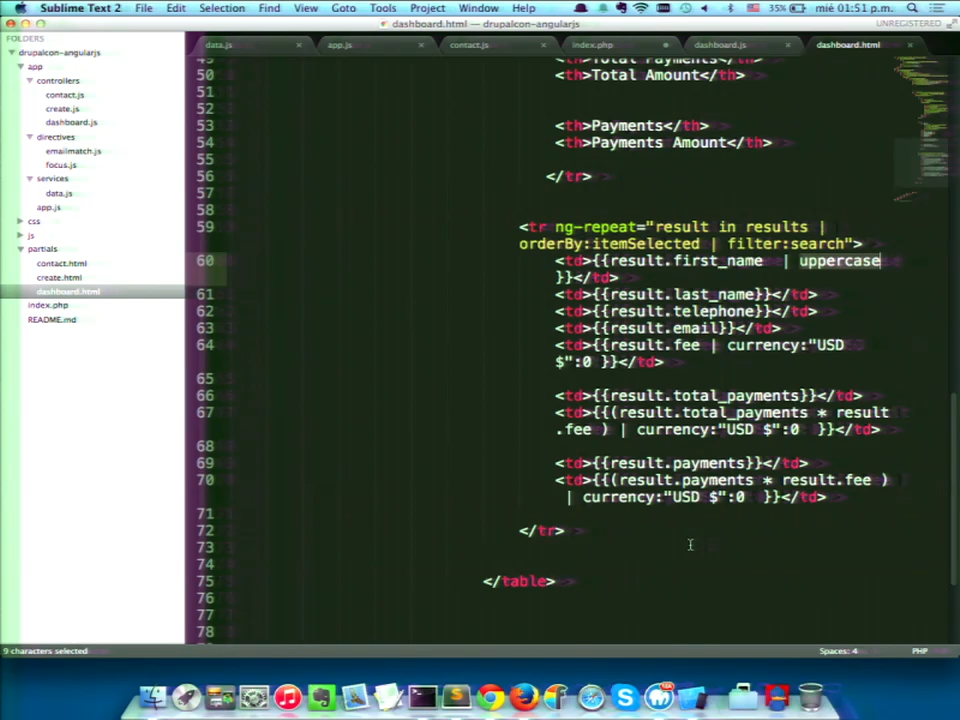 Sublime Text 2 File Edit Selection Find View Goto Tools Project Window Help 35% mié 01:51 p.m.
dashboard.html — drupalcon-angularjs UNREGISTERED
FOLDERS
drupalcon-angularjs
app
controllers
contact.js
create.js
dashboard.js
directives
emailmatch.js
focus.js
services
data.js
app.js
css
js
partials
contact.html
create.html
dashboard.html
index.php
README.md
data.js app.js contact.js index.php dashboard.js dashboard.html
49 <th>Total Payments</th>
50 <th>Total Amount</th>
51
52
53 <th>Payments</th>
54 <th>Payments Amount</th>
55
56 </tr>
57
58
59 <tr ng-repeat="result in results |
orderBy:itemSelected | filter:search">
60 <td>{{result.first_name | uppercase
}}</td>
61 <td>{{result.last_name}}</td>
62 <td>{{result.telephone}}</td>
63 <td>{{result.email}}</td>
64 <td>{{result.fee | currency:"USD
$":0 }}</td>
65
66 <td>{{result.total_payments}}</td>
67 <td>{{(result.total_payments * result
.fee ) | currency:"USD $":0 }}</td>
68
69 <td>{{result.payments}}</td>
70 <td>{{(result.payments * result.fee )
| currency:"USD $":0 }}</td>
71
72 </tr>
73
74
75 </table>
76
77
78
9 characters selected Spaces: 4 PHP